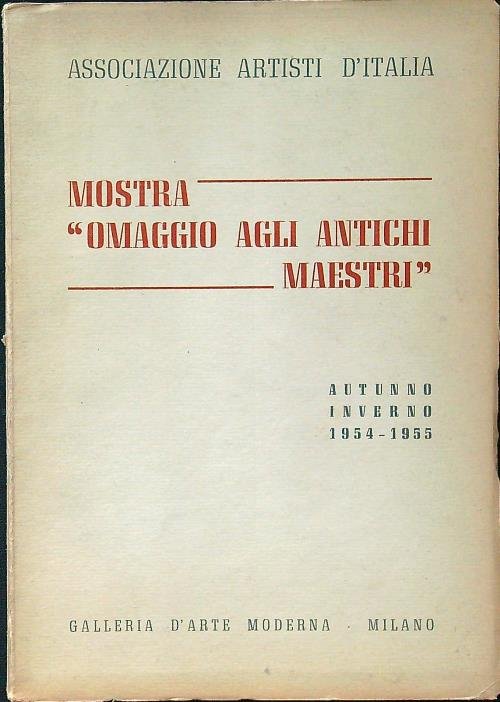 ASSOCIAZIONE ARTISTI D'ITALIA
MOSTRA
“OMAGGIO AGLI ANTICHI
MAESTRI”
AUTUNNO
INVERNO
1954-1955
GALLERIA D'ARTE MODERNA · MILANO